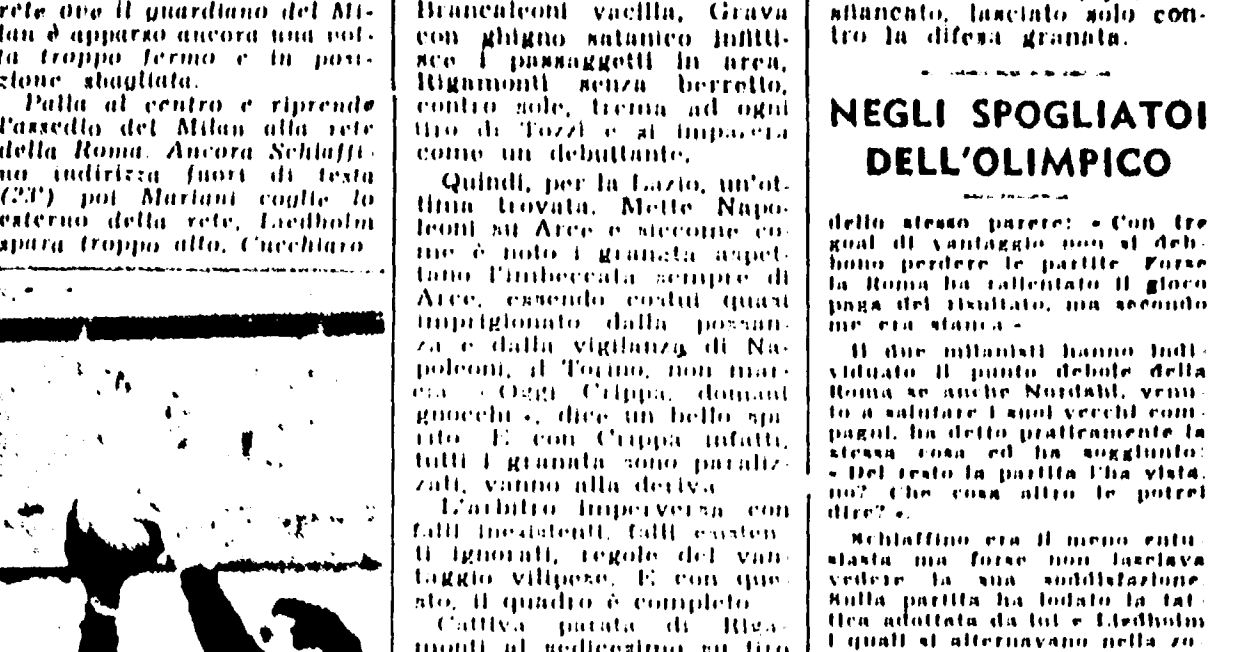 rete ove il guardiano del Mi-
lan è apparso ancora una vol-
ta troppo fermo e in posi-
zione sbagliata.
Palla al centro e riprende
l'assedio del Milan alla rete
della Roma. Ancora Schiaffi-
no indirizza fuori di testa
(23') poi Mariani coglie lo
esterno della rete, Liedholm
spara troppo alto, Cucchiaro
Brancaleoni vacilla, Grava
con ghigno satanico infitti-
sce i passaggetti in area,
Rigamonti senza berretto,
contro sole, trema ad ogni
tiro di Tozzi e si impacera
come un debuttante.
Quindi, per la Lazio, un'ot-
tima trovata. Mette Napo-
leoni su Arce e siccome co-
me è noto i granata aspet-
tano l'imbeccata sempre di
Arce, essendo costui quasi
imprigionato dalla possan-
za e dalla vigilanza di Na-
poleoni, il Torino, non mar-
cia. « Oggi Crippa, domani
gnocchi », dice un bello spi-
rito. E con Crippa infatti,
tutti i granata sono paraliz-
zati, vanno alla deriva
L'arbitro imperversa con
falli inesistenti, falli esisten-
ti ignorati, regole del van-
taggio vilipese. E con que-
sto, il quadro è completo
Cattiva parata di Riga-
monti al sedicesimo su tiro
sfiancato, lasciato solo con-
tro la difesa granata.
NEGLI SPOGLIATOI
DELL'OLIMPICO
dello stesso parere: « Con tre
goal di vantaggio non si deb-
bono perdere le partite. Forse
la Roma ha rallentato il gioco
paga del risultato, ma secondo
me era stanca »
Il due milanisti hanno indi-
viduato il punto debole della
Roma se anche Nordahl, venu-
to a salutare i suoi vecchi com-
pagni, ha detto praticamente la
stessa cosa ed ha soggiunto:
« Del resto la partita l'ha vista,
no? Che cosa altro le potrei
dire? ».
Schiaffino era il meno entu-
siasta ma forse non lasciava
vedere la sua soddisfazione.
Sulla partita ha lodato la tat-
tica adottata da lui e Liedholm
i quali si alternavano nella zo-